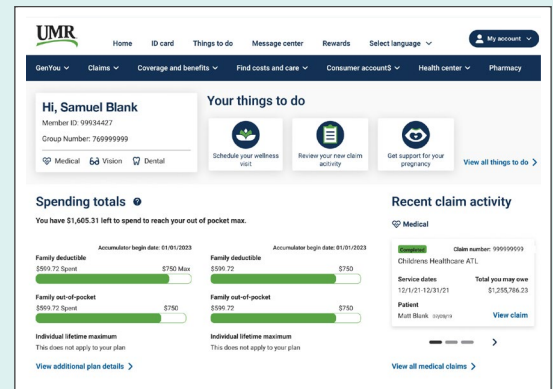 UMR
Home ID card Things to do Message center Rewards Select language
My account
GenYou Claims Coverage and benefits Find costs and care Consumer accountS Health center Pharmacy
Hi, Samuel Blank
Member ID: 99934427
Group Number: 769999999
Medical Vision Dental
Your things to do
Schedule your wellness
visit
Review your new claim
acitivity
Get support for your
pregnancy
View all things to do
Spending totals
You have $1,605.31 left to spend to reach your out of pocket max.
Accumulator begin date: 01/01/2023
Family deductible
$599.72 Spent $750 Max
Family out-of-pocket
$599.72 Spent $750
Individual lifetime maximum
This does not apply to your plan
View additional plan details
Accumulator begin date: 01/01/2023
Family deductible
$599.72 $750
Family out-of-pocket
$599.72 $750
Individual lifetime maximum
This does not apply to your plan
Recent claim activity
Medical
Completed Claim number: 999999999
Childrens Healthcare ATL
Service dates Total you may owe
12/1/21-12/31/21 $1,255,786.23
Patient
Matt Blank View claim
View all medical claims